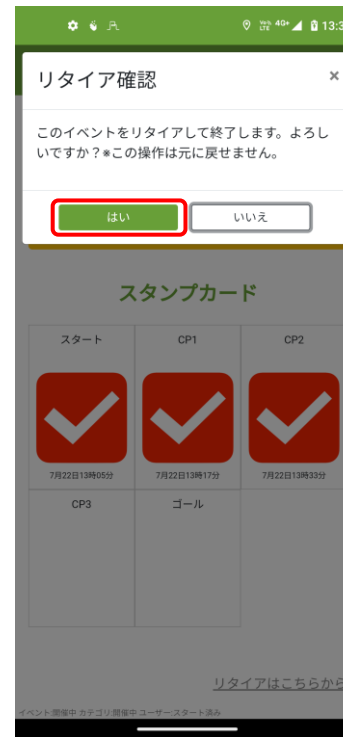 Vo LTE 4G+ 13:3
リタイア確認
×
このイベントをリタイアして終了します。よろし
いですか？※この操作は元に戻せません。
はい
いいえ
スタンプカード
スタート
CP1
CP2
7月22日13時05分
7月22日13時17分
7月22日13時33分
CP3
ゴール
リタイアはこちらから
イベント:開催中 カテゴリ:開催中 ユーザー:スタート済み